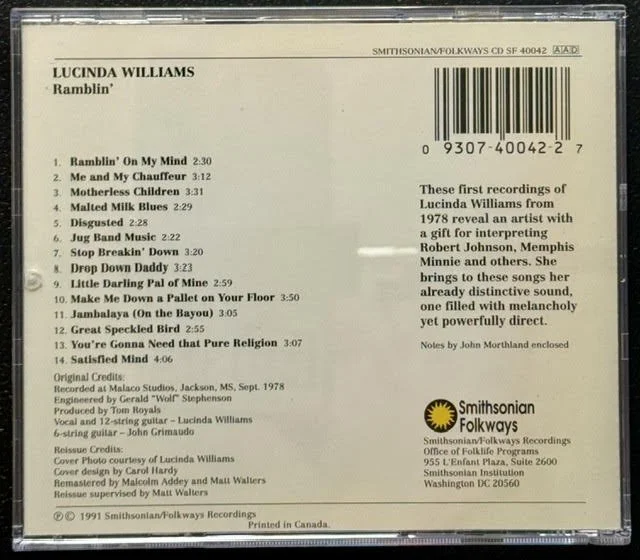 SMITHSONIAN/FOLKWAYS CD SF 40042 AAD
LUCINDA WILLIAMS
Ramblin'
1. Ramblin' On My Mind 2:30
2. Me and My Chauffeur 3:12
3. Motherless Children 3:31
4. Malted Milk Blues 2:29
5. Disgusted 2:28
6. Jug Band Music 2:22
7. Stop Breakin' Down 3:20
8. Drop Down Daddy 3:23
9. Little Darling Pal of Mine 2:59
10. Make Me Down a Pallet on Your Floor 3:50
11. Jambalaya (On the Bayou) 3:05
12. Great Speckled Bird 2:55
13. You're Gonna Need that Pure Religion 3:07
14. Satisfied Mind 4:06
Original Credits:
Recorded at Malaco Studios, Jackson, MS, Sept. 1978
Engineered by Gerald "Wolf" Stephenson
Produced by Tom Royals
Vocal and 12-string guitar – Lucinda Williams
6-string guitar – John Grimaudo
Reissue Credits:
Cover Photo courtesy of Lucinda Williams
Cover design by Carol Hardy
Remastered by Malcolm Addey and Matt Walters
Reissue supervised by Matt Walters
℗© 1991 Smithsonian/Folkways Recordings
Printed in Canada.
0 9307-40042-2 7
These first recordings of
Lucinda Williams from
1978 reveal an artist with
a gift for interpreting
Robert Johnson, Memphis
Minnie and others. She
brings to these songs her
already distinctive sound,
one filled with melancholy
yet powerfully direct.
Notes by John Morthland enclosed
Smithsonian
Folkways
Smithsonian/Folkways Recordings
Office of Folklife Programs
955 L'Enfant Plaza, Suite 2600
Smithsonian Institution
Washington DC 20560